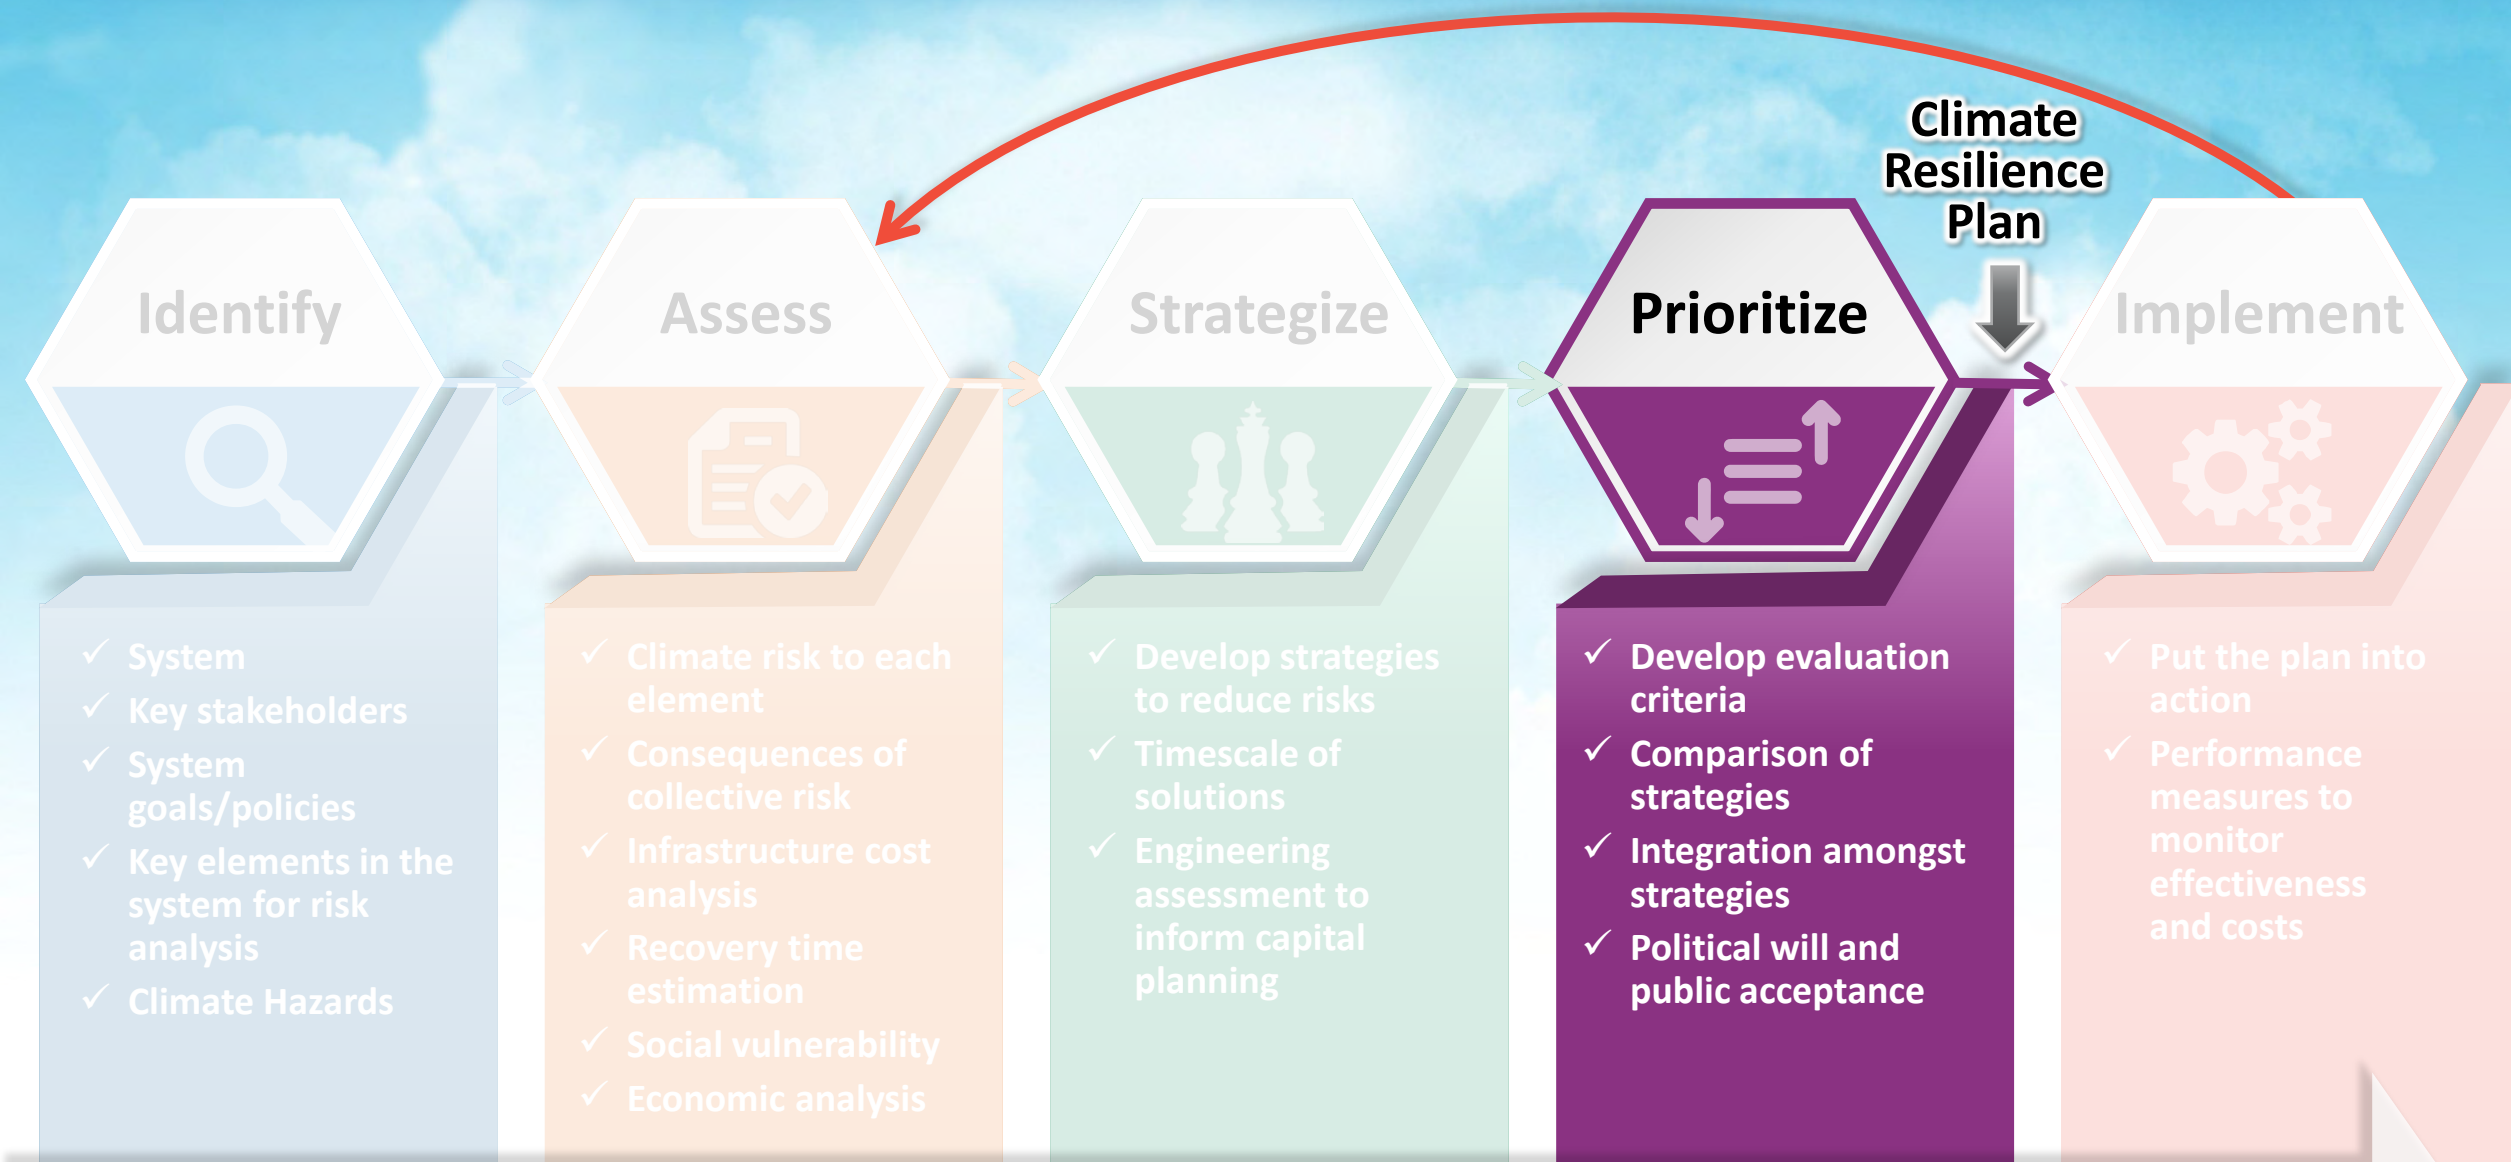 Climate
Resilience
Plan
Identify
Assess
Strategize
Prioritize
Implement
✓ System
✓ Key stakeholders
✓ System
goals/policies
✓ Key elements in the
system for risk
analysis
✓ Climate Hazards
✓ Climate risk to each
element
✓ Consequences of
collective risk
✓ Infrastructure cost
analysis
✓ Recovery time
estimation
✓ Social vulnerability
✓ Economic analysis
✓ Develop strategies
to reduce risks
✓ Timescale of
solutions
✓ Engineering
assessment to
inform capital
planning
✓ Develop evaluation
criteria
✓ Comparison of
strategies
✓ Integration amongst
strategies
✓ Political will and
public acceptance
✓ Put the plan into
action
✓ Performance
measures to
monitor
effectiveness
and costs